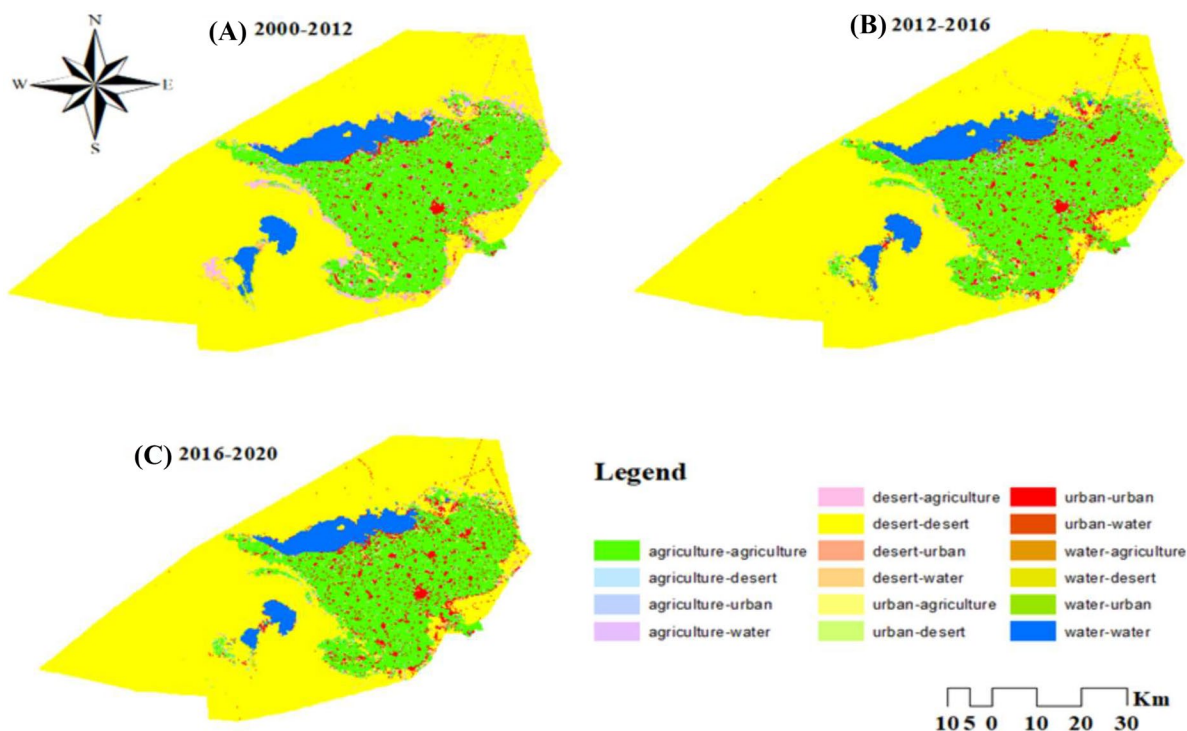 (A) 2000-2012
(B) 2012-2016
N
W E
S
(C) 2016-2020
Legend
agriculture-agriculture
agriculture-desert
agriculture-urban
agriculture-water
desert-agriculture
desert-desert
desert-urban
desert-water
urban-agriculture
urban-desert
urban-urban
urban-water
water-agriculture
water-desert
water-urban
water-water
Km
10 5 0 10 20 30